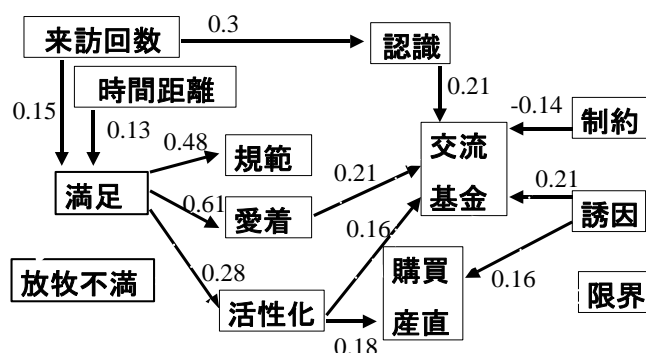 来訪回数
0.3
認識
時間距離
0.15
0.13
0.21
-0.14
制約
交流
基金
0.48
規範
満足
0.61
愛着
0.21
0.21
誘因
0.16
放牧不満
0.28
購買
産直
0.16
限界
活性化
0.18